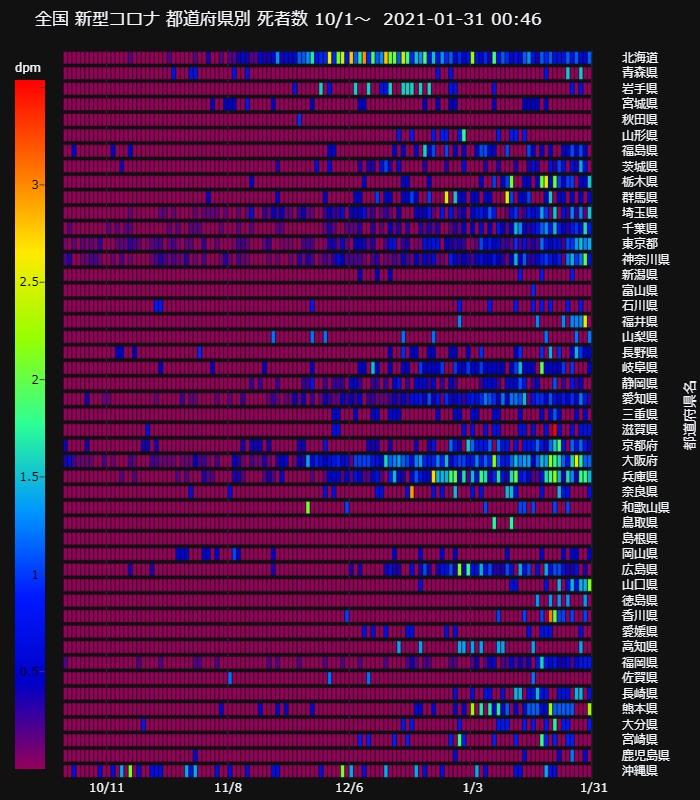 全国 新型コロナ 都道府県別 死者数 10/1～ 2021-01-31 00:46
dpm
3
2.5
2
1.5
1
0.5
北海道
青森県
岩手県
宮城県
秋田県
山形県
福島県
茨城県
栃木県
群馬県
埼玉県
千葉県
東京都
神奈川県
新潟県
富山県
石川県
福井県
山梨県
長野県
岐阜県
静岡県
愛知県
三重県
滋賀県
京都府
大阪府
兵庫県
奈良県
和歌山県
鳥取県
島根県
岡山県
広島県
山口県
徳島県
香川県
愛媛県
高知県
福岡県
佐賀県
長崎県
熊本県
大分県
宮崎県
鹿児島県
沖縄県
都道府県名
10/11 11/8 12/6 1/3 1/31